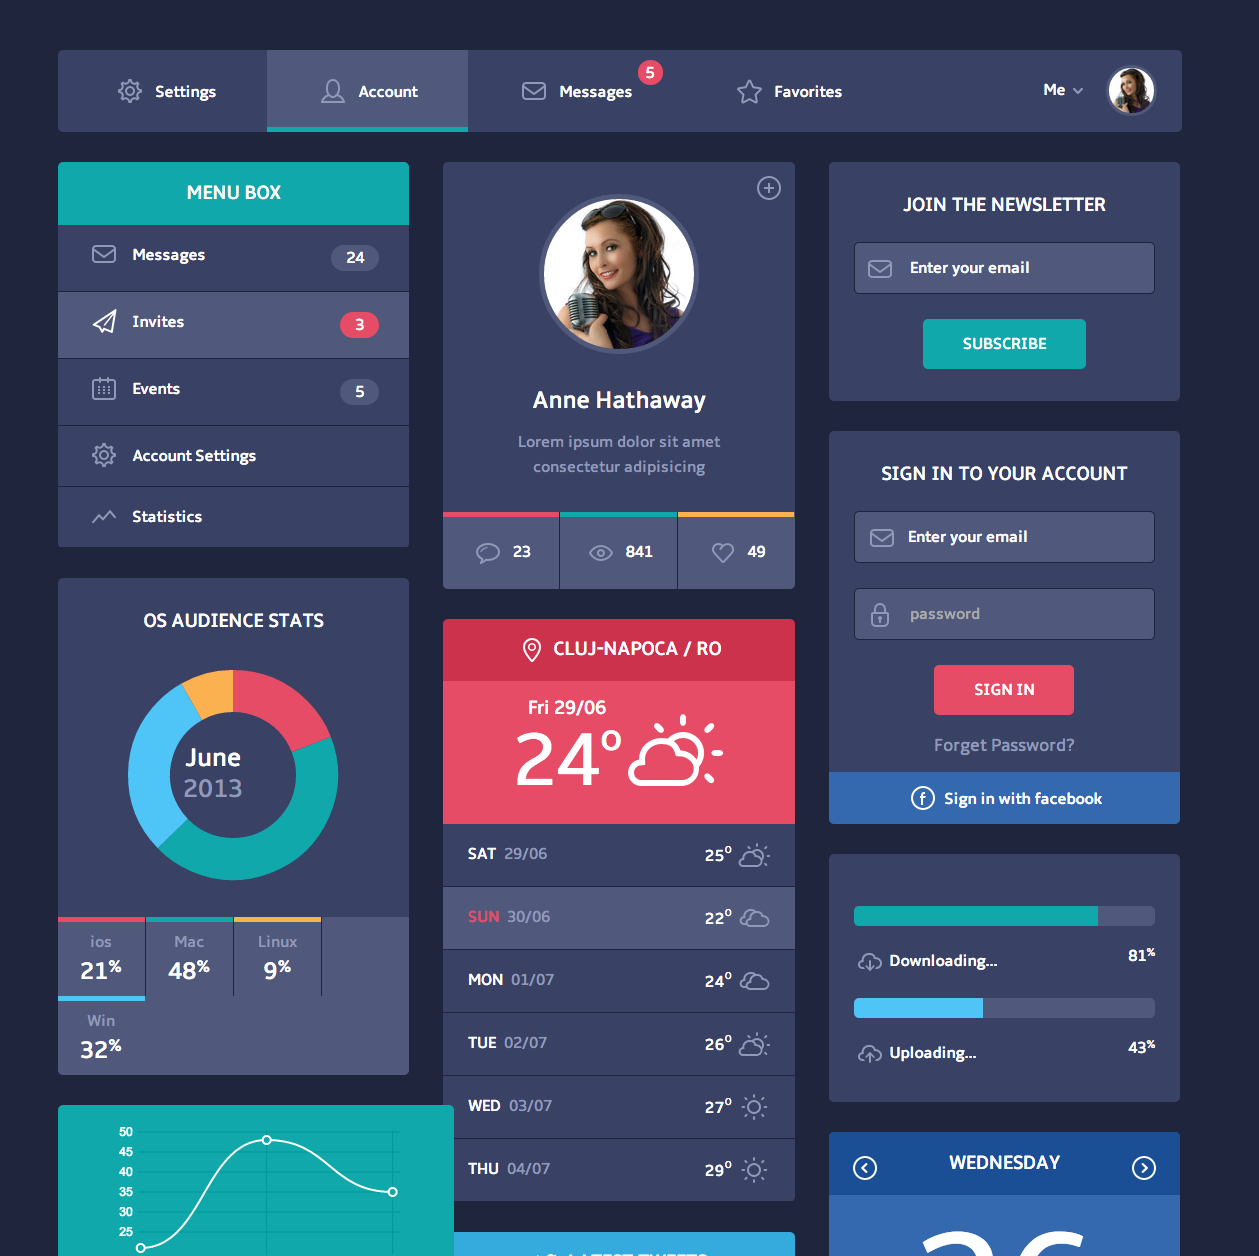 Settings
Account
Messages
5
Favorites
Me
MENU BOX
Messages 24
Invites 3
Events 5
Account Settings
Statistics
OS AUDIENCE STATS
June
2013
ios Mac Linux
21% 48% 9%
Win
32%
50
45
40
35
30
25
Anne Hathaway
Lorem ipsum dolor sit amet
consectetur adipisicing
23 841 49
CLUJ-NAPOCA / RO
Fri 29/06
24°
SAT 29/06 25°
SUN 30/06 22°
MON 01/07 24°
TUE 02/07 26°
WED 03/07 27°
THU 04/07 29°
LATEST TWEETS
JOIN THE NEWSLETTER
Enter your email
SUBSCRIBE
SIGN IN TO YOUR ACCOUNT
Enter your email
password
SIGN IN
Forget Password?
f Sign in with facebook
Downloading... 81%
Uploading... 43%
WEDNESDAY